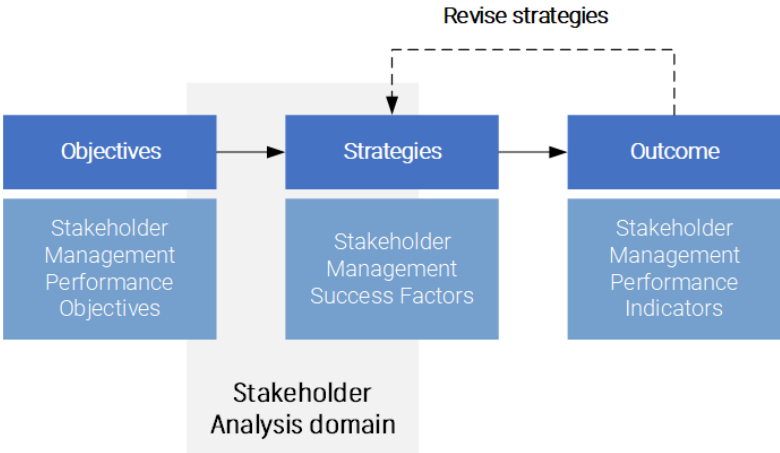 Revise strategies
Objectives
Strategies
Outcome
Stakeholder
Management
Performance
Objectives
Stakeholder
Management
Success Factors
Stakeholder
Management
Performance
Indicators
Stakeholder
Analysis domain